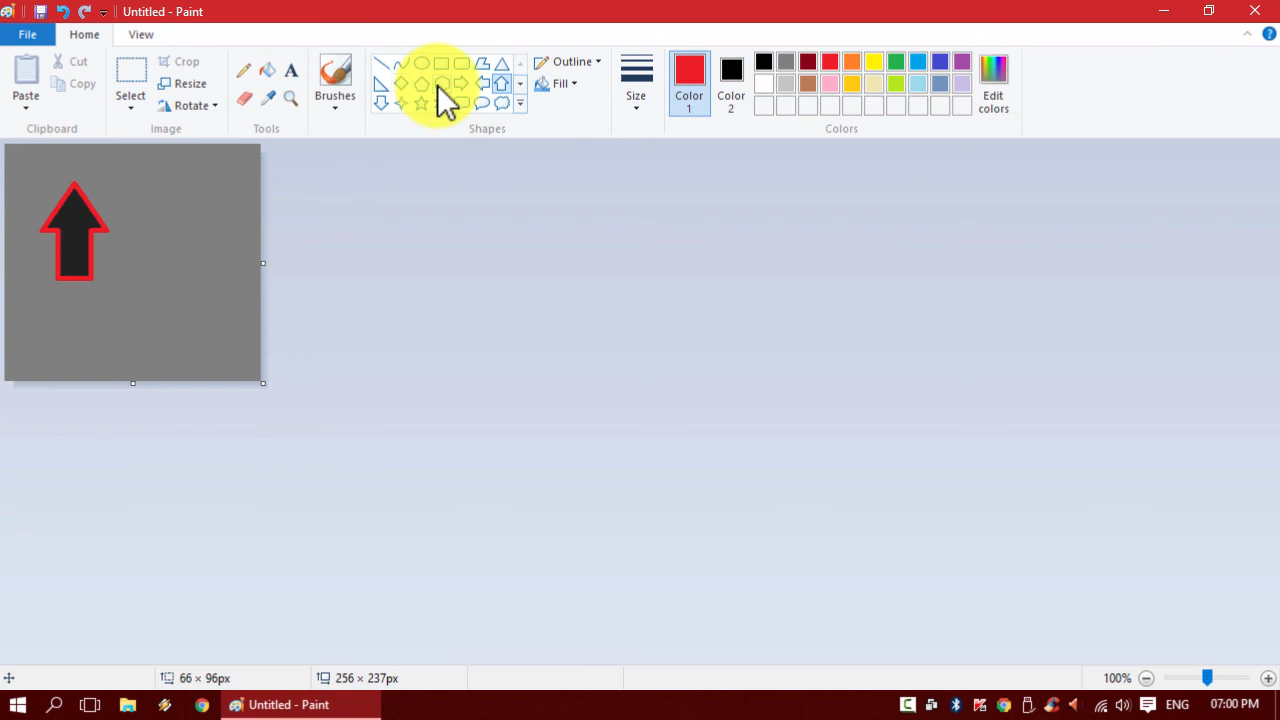 Untitled - Paint
File
Home
View
Paste
Cut
Copy
Clipboard
Select
Crop
Resize
Rotate
Image
A
Tools
Brushes
Outline
Fill
Shapes
Size
Color 1
Color 2
Edit colors
Colors
66 × 96px
256 × 237px
100%
Untitled - Paint
ENG
07:00 PM